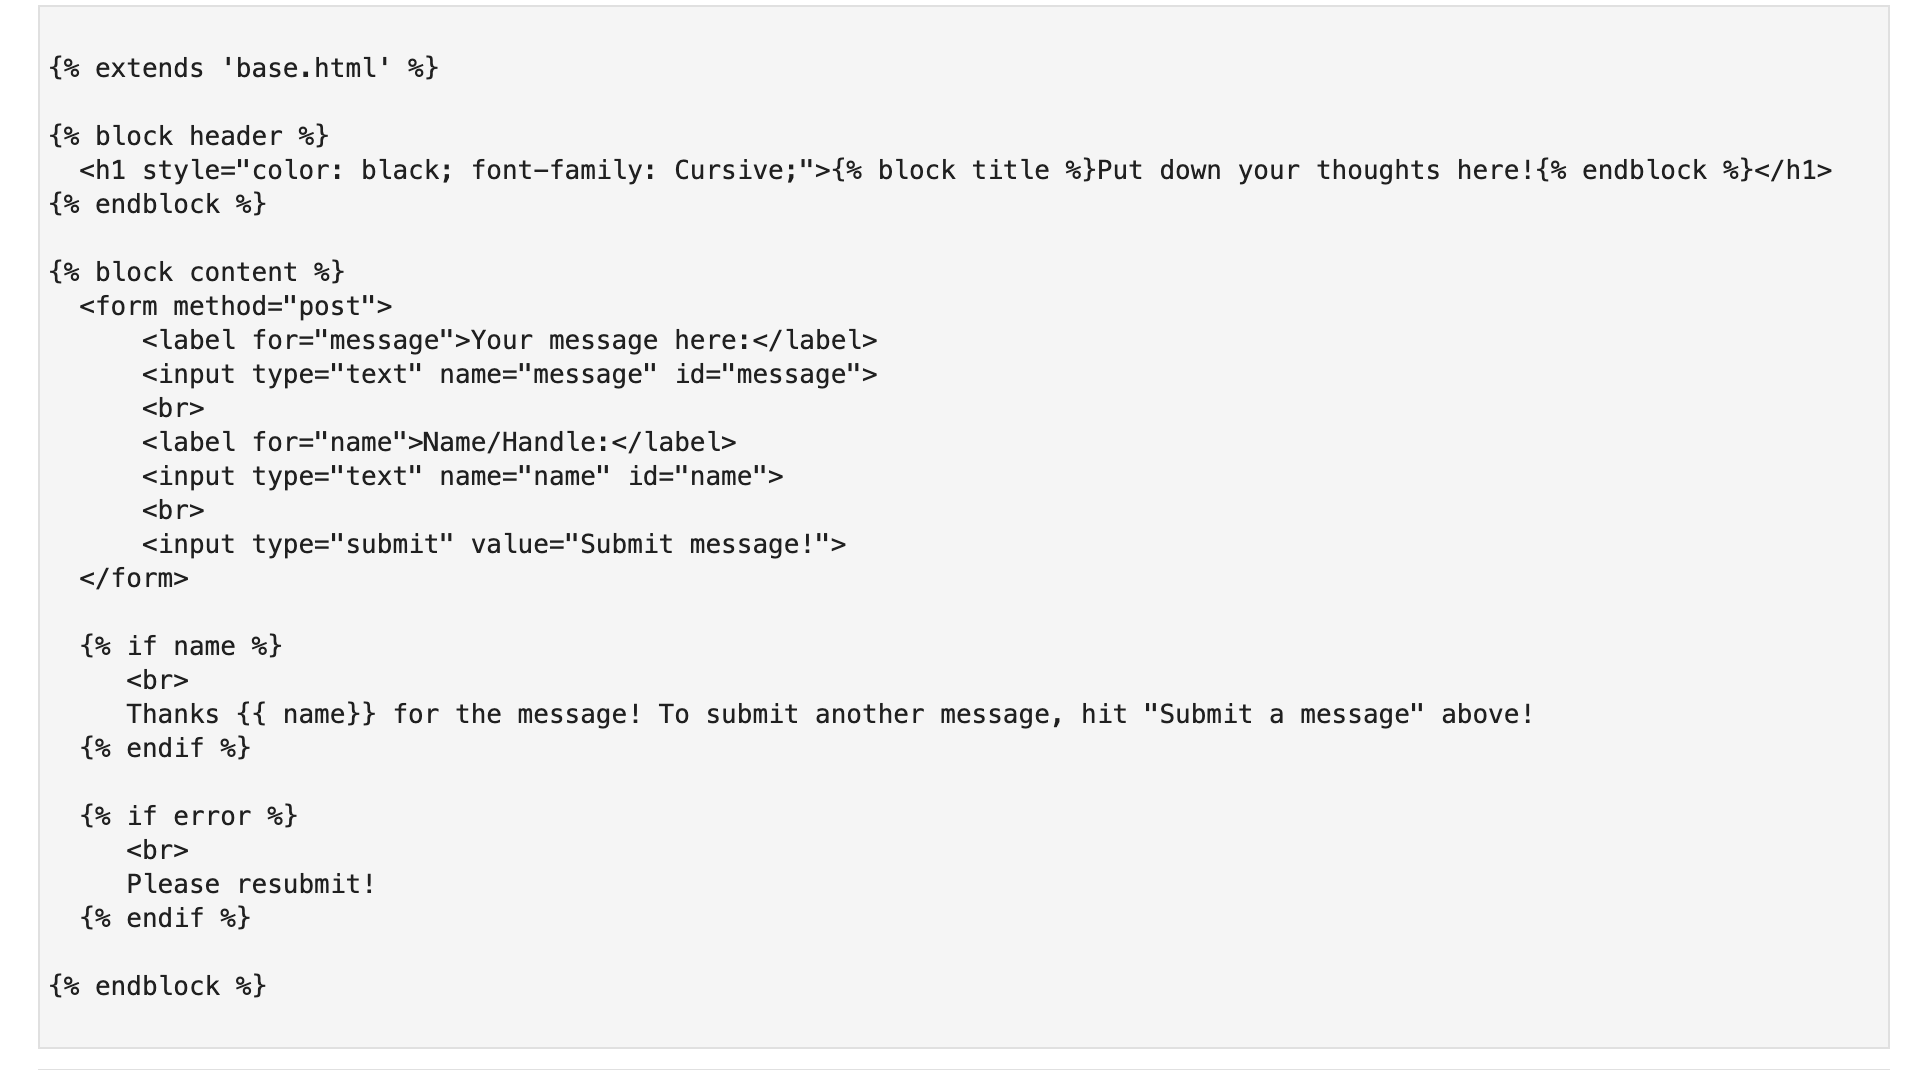 {% extends 'base.html' %}
{% block header %}
<h1 style="color: black; font-family: Cursive;">{% block title %}Put down your thoughts here!{% endblock %}</h1>
{% endblock %}
{% block content %}
<form method="post">
<label for="message">Your message here:</label>
<input type="text" name="message" id="message">
<br>
<label for="name">Name/Handle:</label>
<input type="text" name="name" id="name">
<br>
<input type="submit" value="Submit message!">
</form>
{% if name %}
<br>
Thanks {{ name}} for the message! To submit another message, hit "Submit a message" above!
{% endif %}
{% if error %}
<br>
Please resubmit!
{% endif %}
{% endblock %}